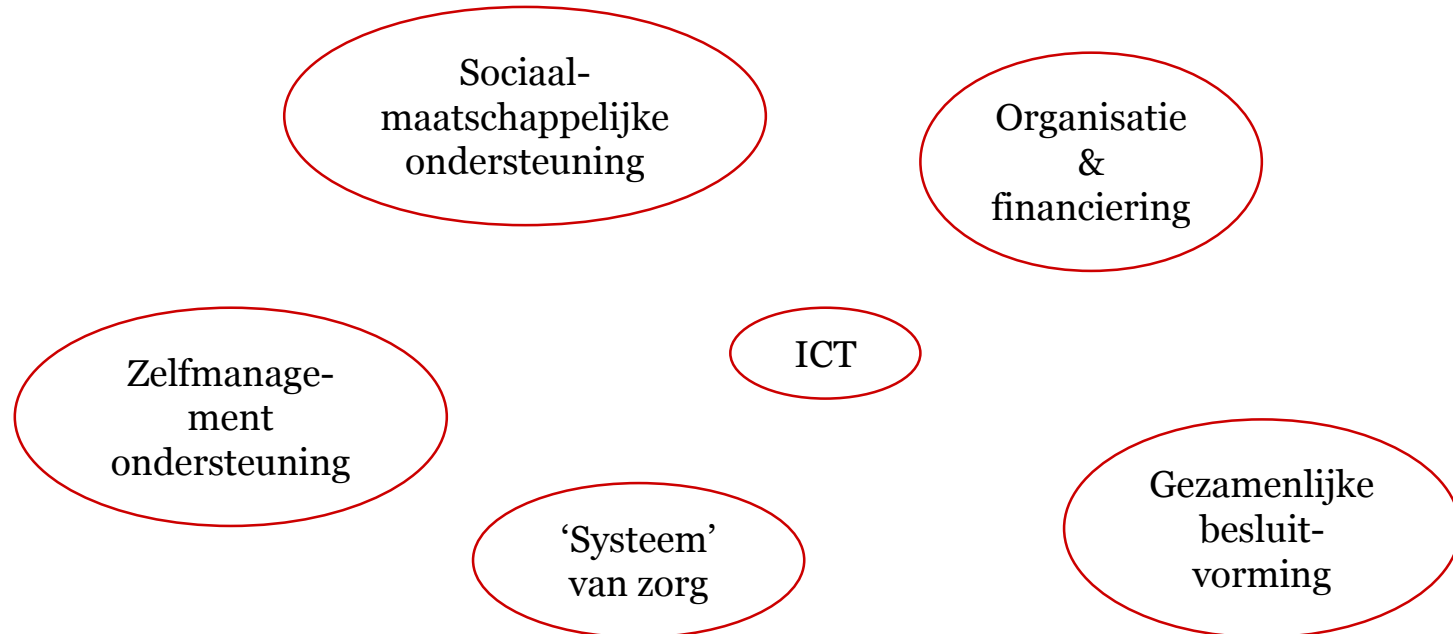 Sociaal-
maatschappelijke
ondersteuning
Organisatie
&
financiering
ICT
Zelfmanage-
ment
ondersteuning
‘Systeem’
van zorg
Gezamenlijke
besluit-
vorming